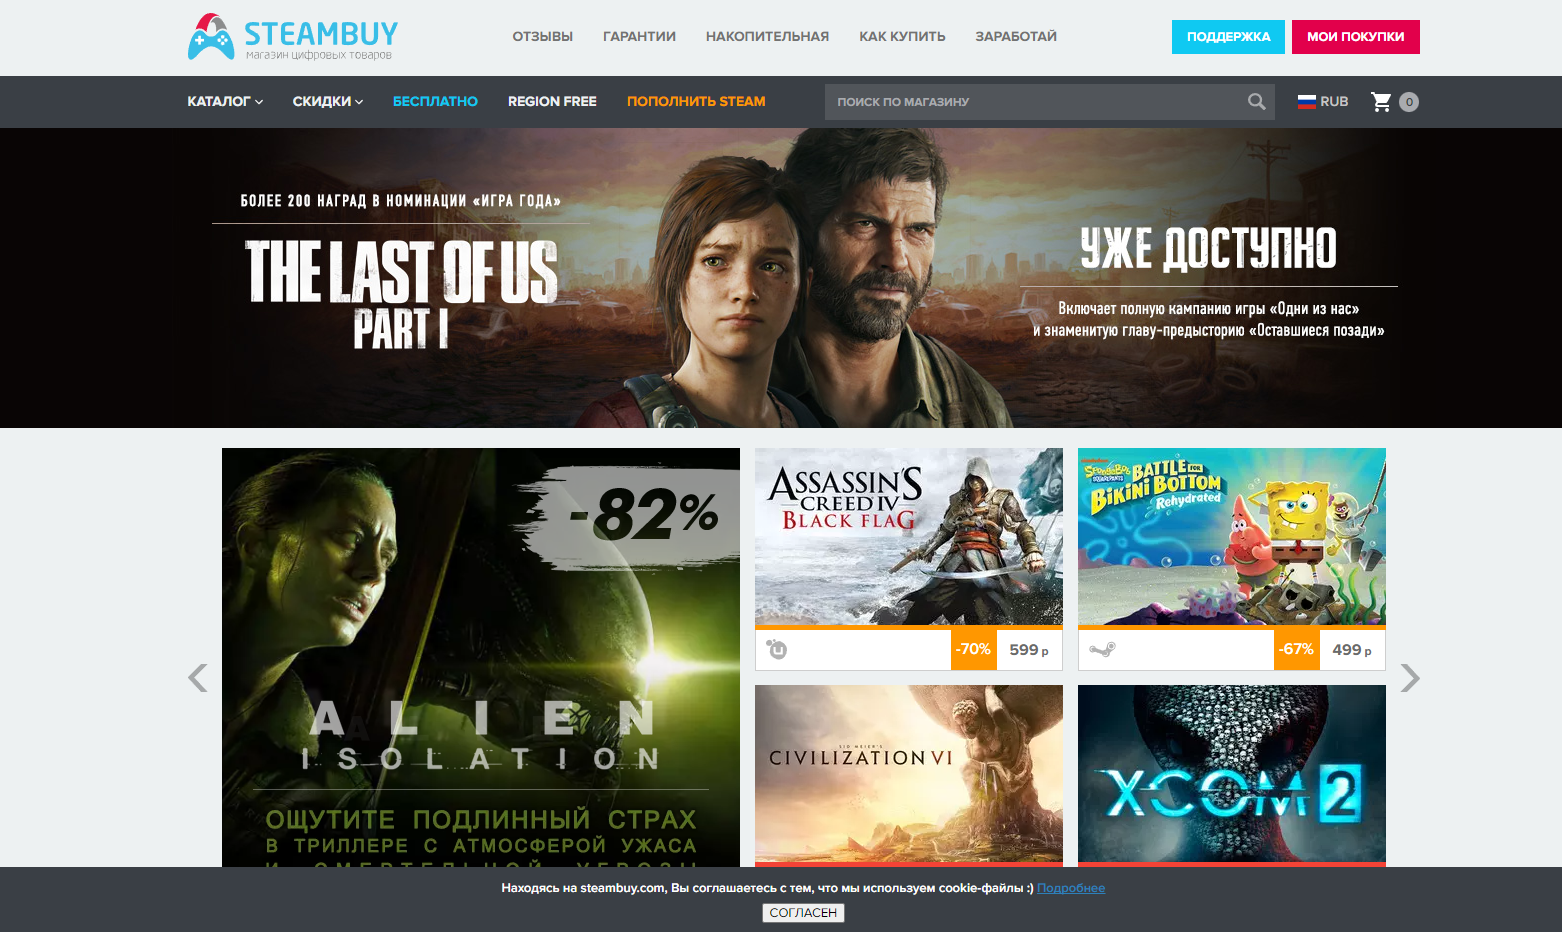 STEAMBUY
магазин цифровых товаров
ОТЗЫВЫ ГАРАНТИИ НАКОПИТЕЛЬНАЯ КАК КУПИТЬ ЗАРАБОТАЙ
ПОДДЕРЖКА МОИ ПОКУПКИ
КАТАЛОГ СКИДКИ БЕСПЛАТНО REGION FREE ПОПОЛНИТЬ STEAM
ПОИСК ПО МАГАЗИНУ
RUB 0
БОЛЕЕ 200 НАГРАД В НОМИНАЦИИ «ИГРА ГОДА»
THE LAST OF US
PART I
УЖЕ ДОСТУПНО
Включает полную кампанию игры «Одни из нас»
и знаменитую главу-предысторию «Оставшиеся позади»
-82%
ALIEN
ISOLATION
ОЩУТИТЕ ПОДЛИННЫЙ СТРАХ
В ТРИЛЛЕРЕ С АТМОСФЕРОЙ УЖАСА
И СМЕРТЕЛЬНОЙ УГРОЗЫ
ASSASSIN'S
CREED IV
BLACK FLAG
-70% 599 р
SpongeBob
SQUAREPANTS
BATTLE FOR
BIKINI BOTTOM
Rehydrated
-67% 499 р
SID MEIER'S
CIVILIZATION VI
XCOM 2
Находясь на steambuy.com, Вы соглашаетесь с тем, что мы используем cookie-файлы :) Подробнее
СОГЛАСЕН